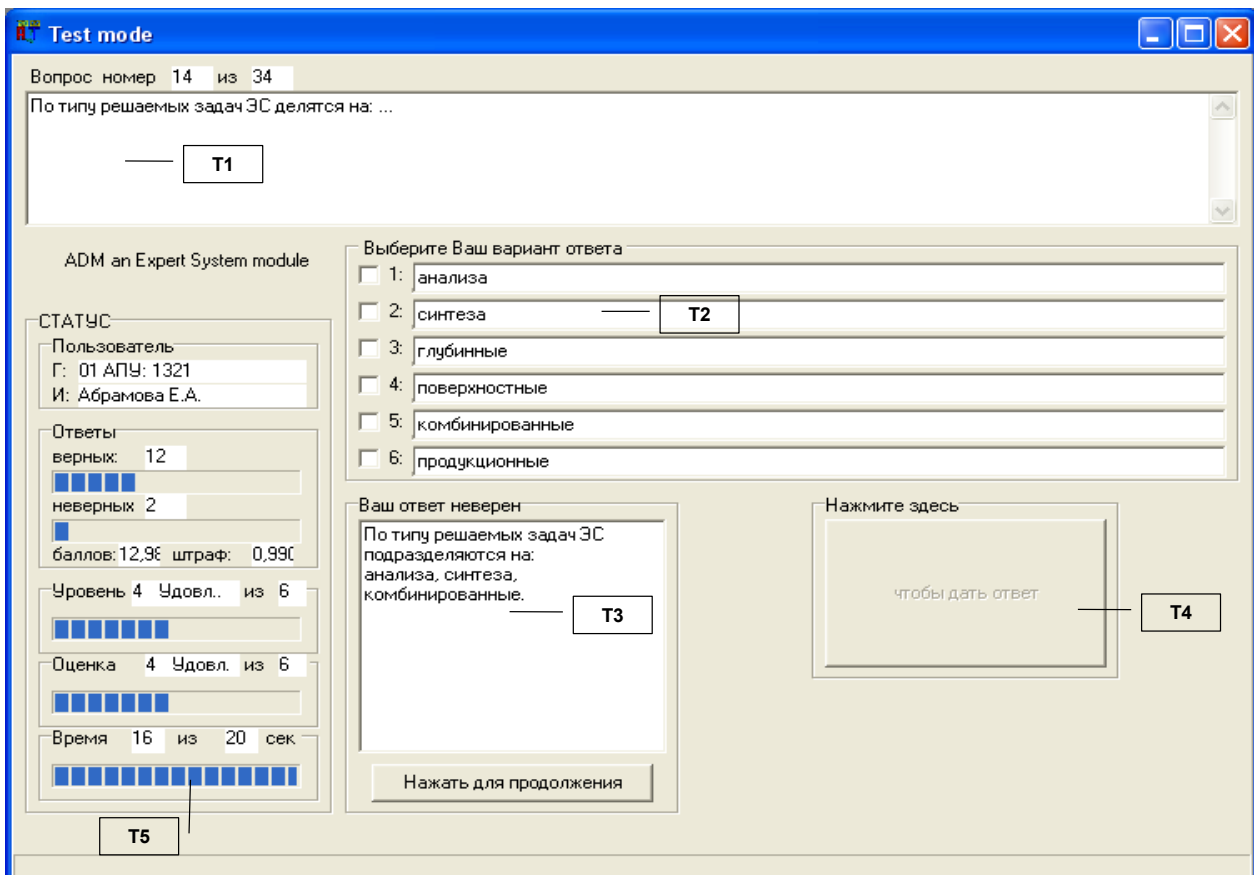 Test mode
Вопрос номер 14 из 34
По типу решаемых задач ЭС делятся на: ...
T1
ADM an Expert System module
Выберите Ваш вариант ответа
1: анализа
2: синтеза
T2
3: глубинные
4: поверхностные
5: комбинированные
6: продукционные
СТАТУС
Пользователь
Г: 01 АПУ: 1321
И: Абрамова Е.А.
Ответы
верных: 12
неверных 2
баллов: 12,98 штраф: 0,990
Уровень 4 Удовл.. из 6
Оценка 4 Удовл. из 6
Время 16 из 20 сек
T5
Ваш ответ неверен
По типу решаемых задач ЭС
подразделяются на:
анализа, синтеза,
комбинированные.
T3
Нажать для продолжения
Нажмите здесь
чтобы дать ответ
T4